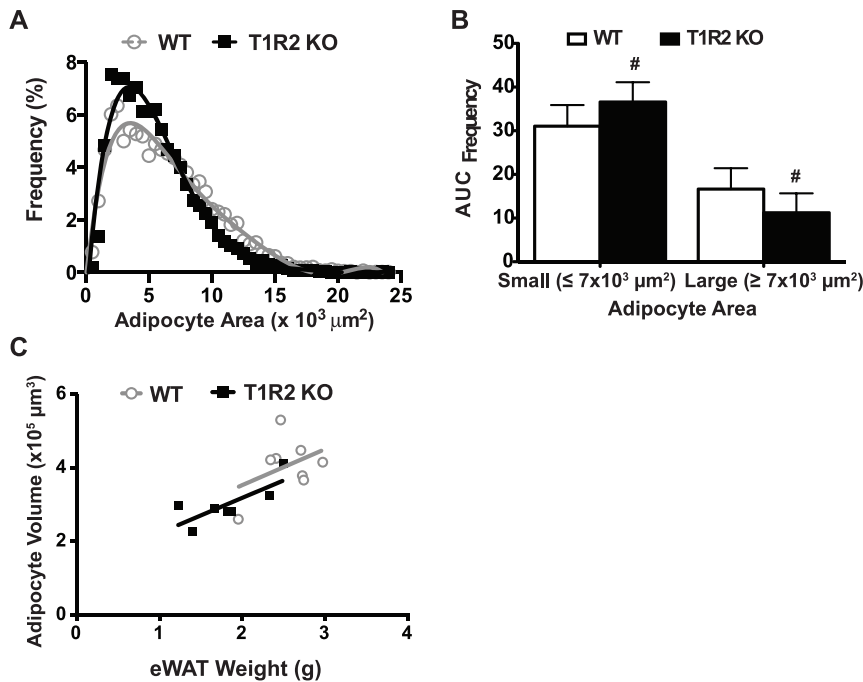 A
WT T1R2 KO
Frequency (%)
8
6
4
2
0
0 5 10 15 20 25
Adipocyte Area (x 10³ µm²)
B
WT T1R2 KO
AUC Frequency
50
40
30
20
10
0
# #
Small (≤ 7x10³ µm²) Large (≥ 7x10³ µm²)
Adipocyte Area
C
WT T1R2 KO
Adipocyte Volume (x10⁵ µm³)
6
4
2
0
0 1 2 3 4
eWAT Weight (g)